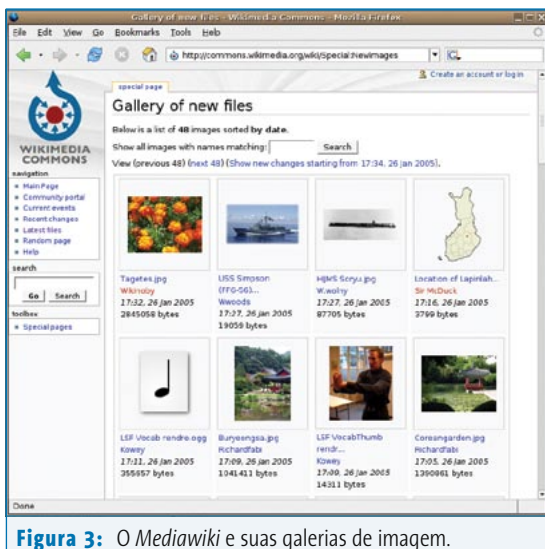 Gallery of new files - Wikimedia Commons - Mozilla Firefox
File Edit View Go Bookmarks Tools Help
http://commons.wikimedia.org/wiki/Special:Newimages
Create an account or log in
special page
Gallery of new files
Below is a list of 48 images sorted by date.
Show all images with names matching: Search
View (previous 48) (next 48) (Show new changes starting from 17:34, 26 Jan 2005).
WIKIMEDIA
COMMONS
navigation
Main Page
Community portal
Current events
Recent changes
Latest files
Random page
Help
search
Go Search
toolbox
Special pages
Tagetes.jpg
Wikinoby
17:32, 26 Jan 2005
2845058 bytes
USS Simpson
(FFG-56)...
Wwoods
17:27, 26 Jan 2005
19059 bytes
HIJMS Soryu.jpg
W.wolny
17:27, 26 Jan 2005
87705 bytes
Location of Lapinlah...
Sir McDuck
17:16, 26 Jan 2005
3799 bytes
LSF Vocab rendre.ogg
Kowey
17:11, 26 Jan 2005
355557 bytes
Buryeongsa.jpg
Richardfabi
17:09, 26 Jan 2005
1041411 bytes
LSF VocabThumb
rendr...
Kowey
17:09, 26 Jan 2005
14311 bytes
Coreangarden.jpg
Richardfabi
17:05, 26 Jan 2005
1390061 bytes
Done
Figura 3: O Mediawiki e suas galerias de imagem.